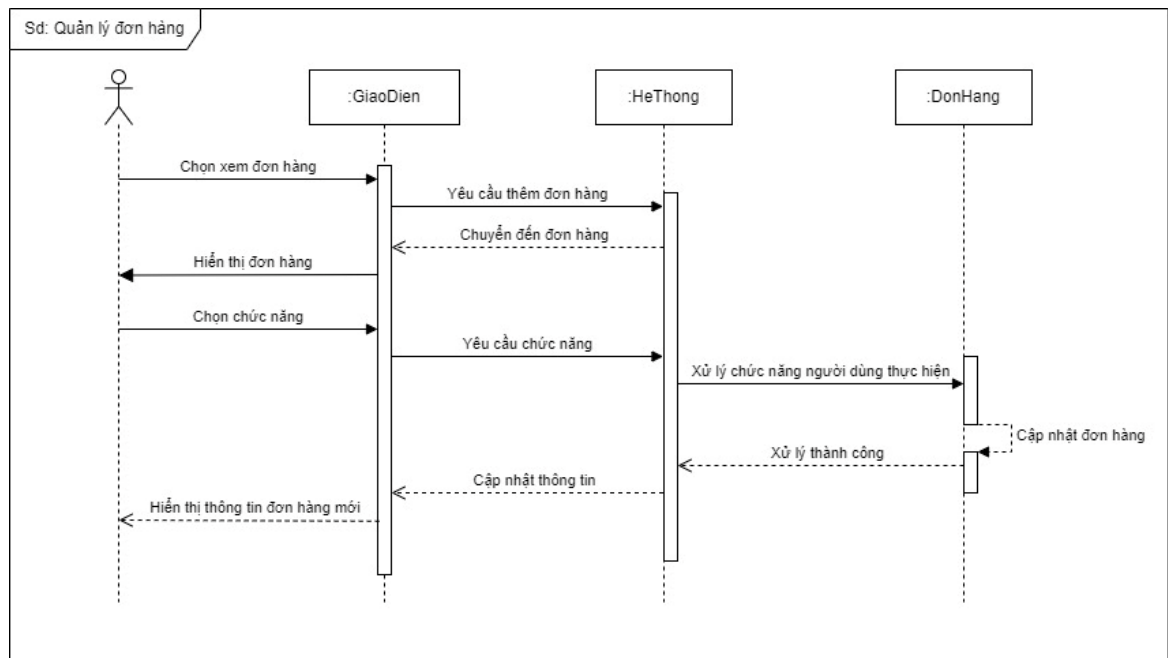 Sd: Quản lý đơn hàng
:GiaoDien
:HeThong
:DonHang
Chọn xem đơn hàng
Yêu cầu thêm đơn hàng
Chuyển đến đơn hàng
Hiển thị đơn hàng
Chọn chức năng
Yêu cầu chức năng
Xử lý chức năng người dùng thực hiện
Cập nhật đơn hàng
Xử lý thành công
Cập nhật thông tin
Hiển thị thông tin đơn hàng mới